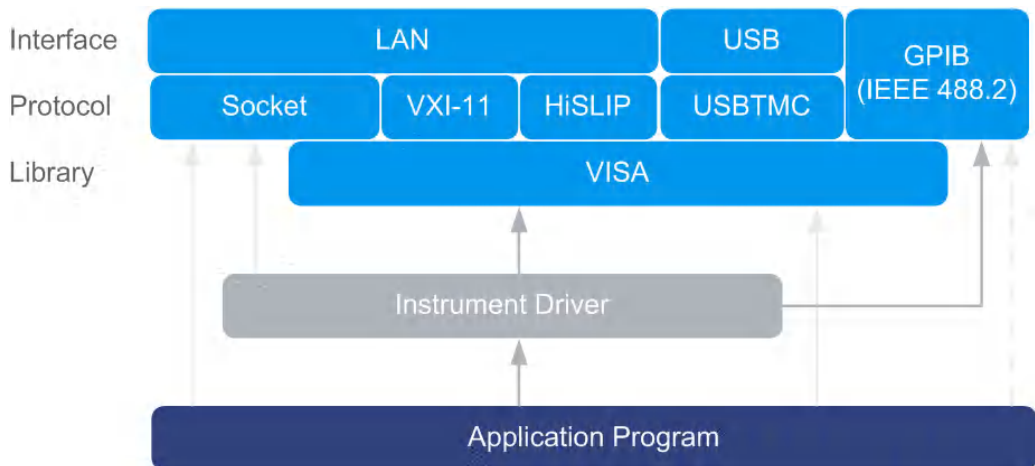 Interface
LAN
USB
GPIB
(IEEE 488.2)
Protocol
Socket
VXI-11
HiSLIP
USBTMC
Library
VISA
Instrument Driver
Application Program